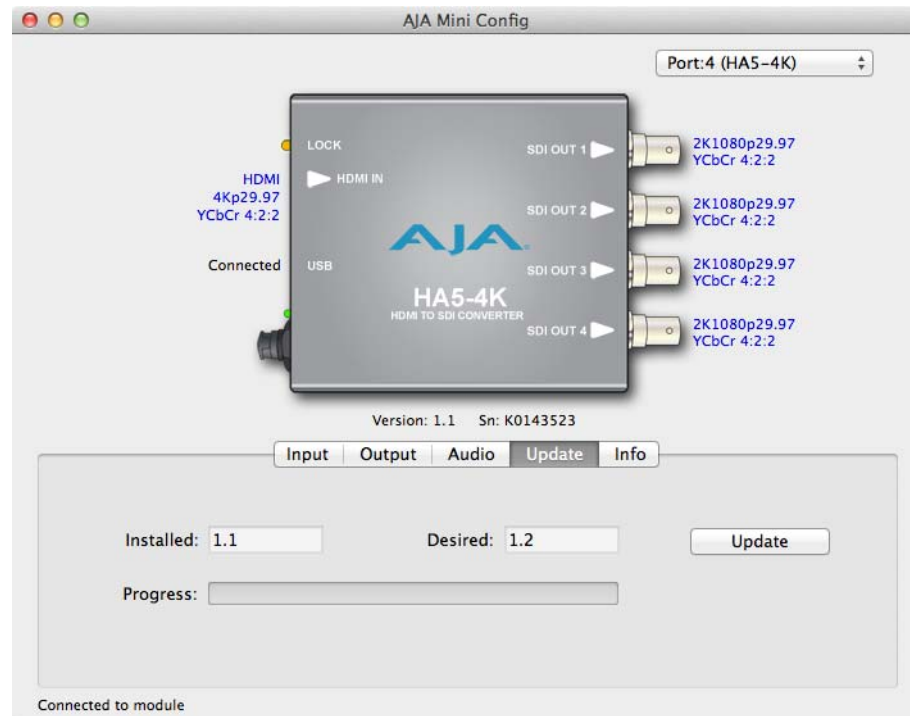 AJA Mini Config
Port:4 (HA5-4K)
LOCK
HDMI IN
HDMI
4Kp29.97
YCbCr 4:2:2
Connected
USB
AJA
HA5-4K
HDMI TO SDI CONVERTER
SDI OUT 1
2K1080p29.97
YCbCr 4:2:2
SDI OUT 2
2K1080p29.97
YCbCr 4:2:2
SDI OUT 3
2K1080p29.97
YCbCr 4:2:2
SDI OUT 4
2K1080p29.97
YCbCr 4:2:2
Version: 1.1 Sn: K0143523
Input Output Audio Update Info
Installed: 1.1 Desired: 1.2 Update
Progress:
Connected to module